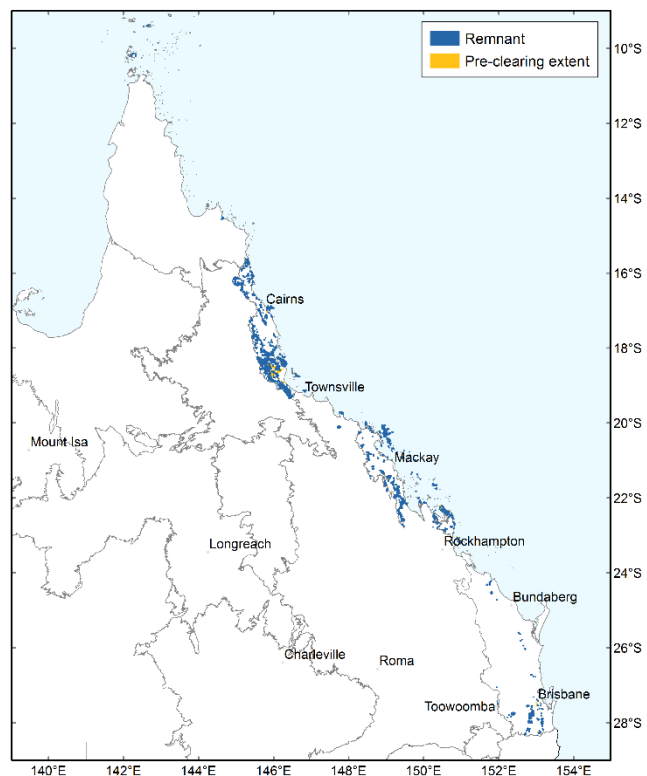 Remnant
Pre-clearing extent
10°S
12°S
14°S
16°S
Cairns
18°S
Townsville
20°S
Mount Isa
Mackay
22°S
Rockhampton
Longreach
24°S
Bundaberg
26°S
Charleville
Roma
Brisbane
Toowoomba
28°S
140°E
142°E
144°E
146°E
148°E
150°E
152°E
154°E